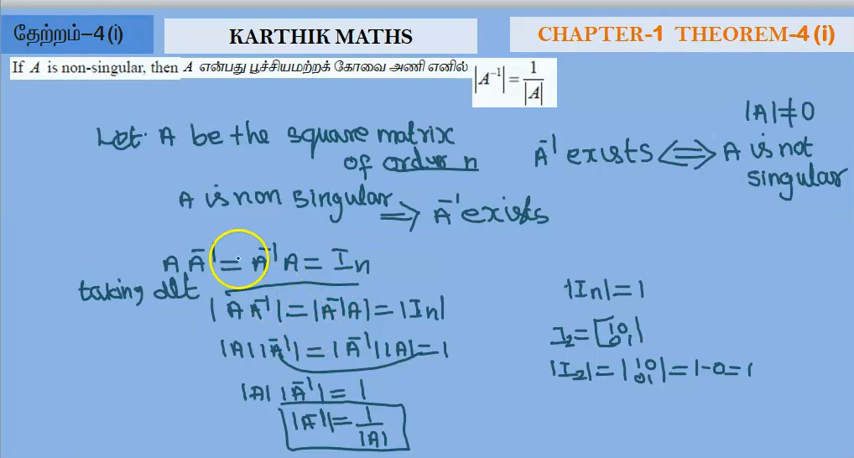 தேற்றம்–4(i)
KARTHIK MATHS
CHAPTER-1 THEOREM-4 (i)
If A is non-singular, then A என்பது பூச்சியமற்றக் கோவை அணி எனில் |A⁻¹| = 1/|A|
Let A be the square matrix
of order n
A is non singular
⇒ A⁻¹ exists
|A| ≠ 0
A⁻¹ exists ⇔ A is not
singular
A A⁻¹ = A⁻¹ A = In
taking det
|A A⁻¹| = |A⁻¹A| = |In|
|A| |A⁻¹| = |A⁻¹| |A| = 1
|A| |A⁻¹| = 1
|A⁻¹| = 1/|A|
|In| = 1
I2 = [1 0
0 1]
|I2| = |1 0
0 1| = 1-0 = 1